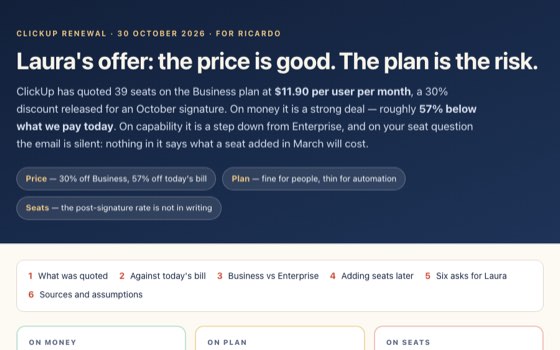 CLICKUP RENEWAL · 30 OCTOBER 2026 · FOR RICARDO
Laura's offer: the price is good. The plan is the risk.
ClickUp has quoted 39 seats on the Business plan at $11.90 per user per month, a 30%
discount released for an October signature. On money it is a strong deal — roughly 57% below
what we pay today. On capability it is a step down from Enterprise, and on your seat question
the email is silent: nothing in it says what a seat added in March will cost.
Price — 30% off Business, 57% off today's bill
Plan — fine for people, thin for automation
Seats — the post-signature rate is not in writing
1 What was quoted 2 Against today's bill 3 Business vs Enterprise 4 Adding seats later 5 Six asks for Laura
6 Sources and assumptions
ON MONEY
ON PLAN
ON SEATS